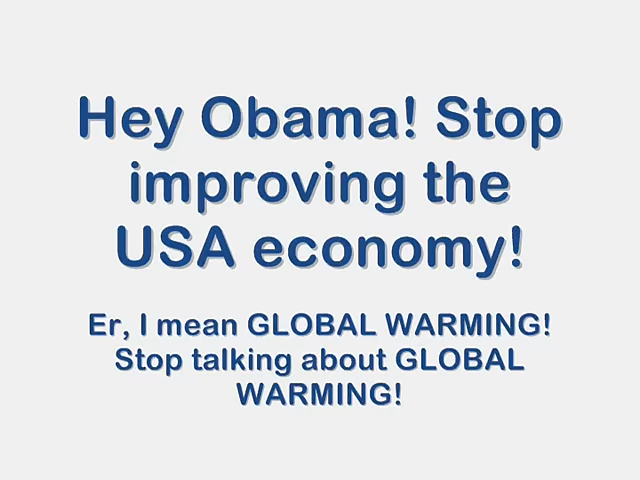 Hey Obama! Stop
improving the
USA economy!
Er, I mean GLOBAL WARMING!
Stop talking about GLOBAL
WARMING!